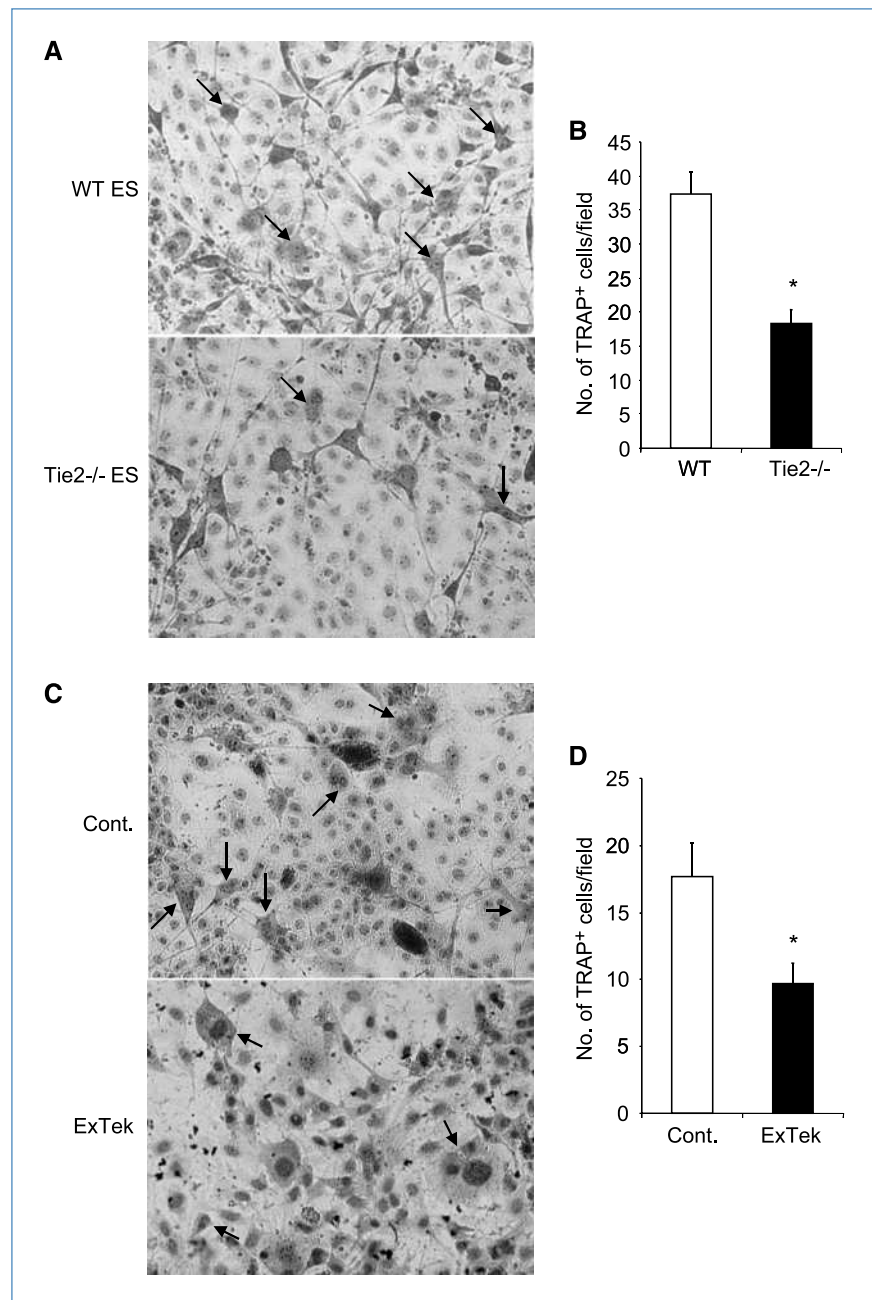 A
WT ES
Tie2-/- ES
B
No. of TRAP+ cells/field
45
40
35
30
25
20
15
10
5
0
*
WT
Tie2-/-
C
Cont.
ExTek
D
No. of TRAP+ cells/field
25
20
15
10
5
0
*
Cont.
ExTek